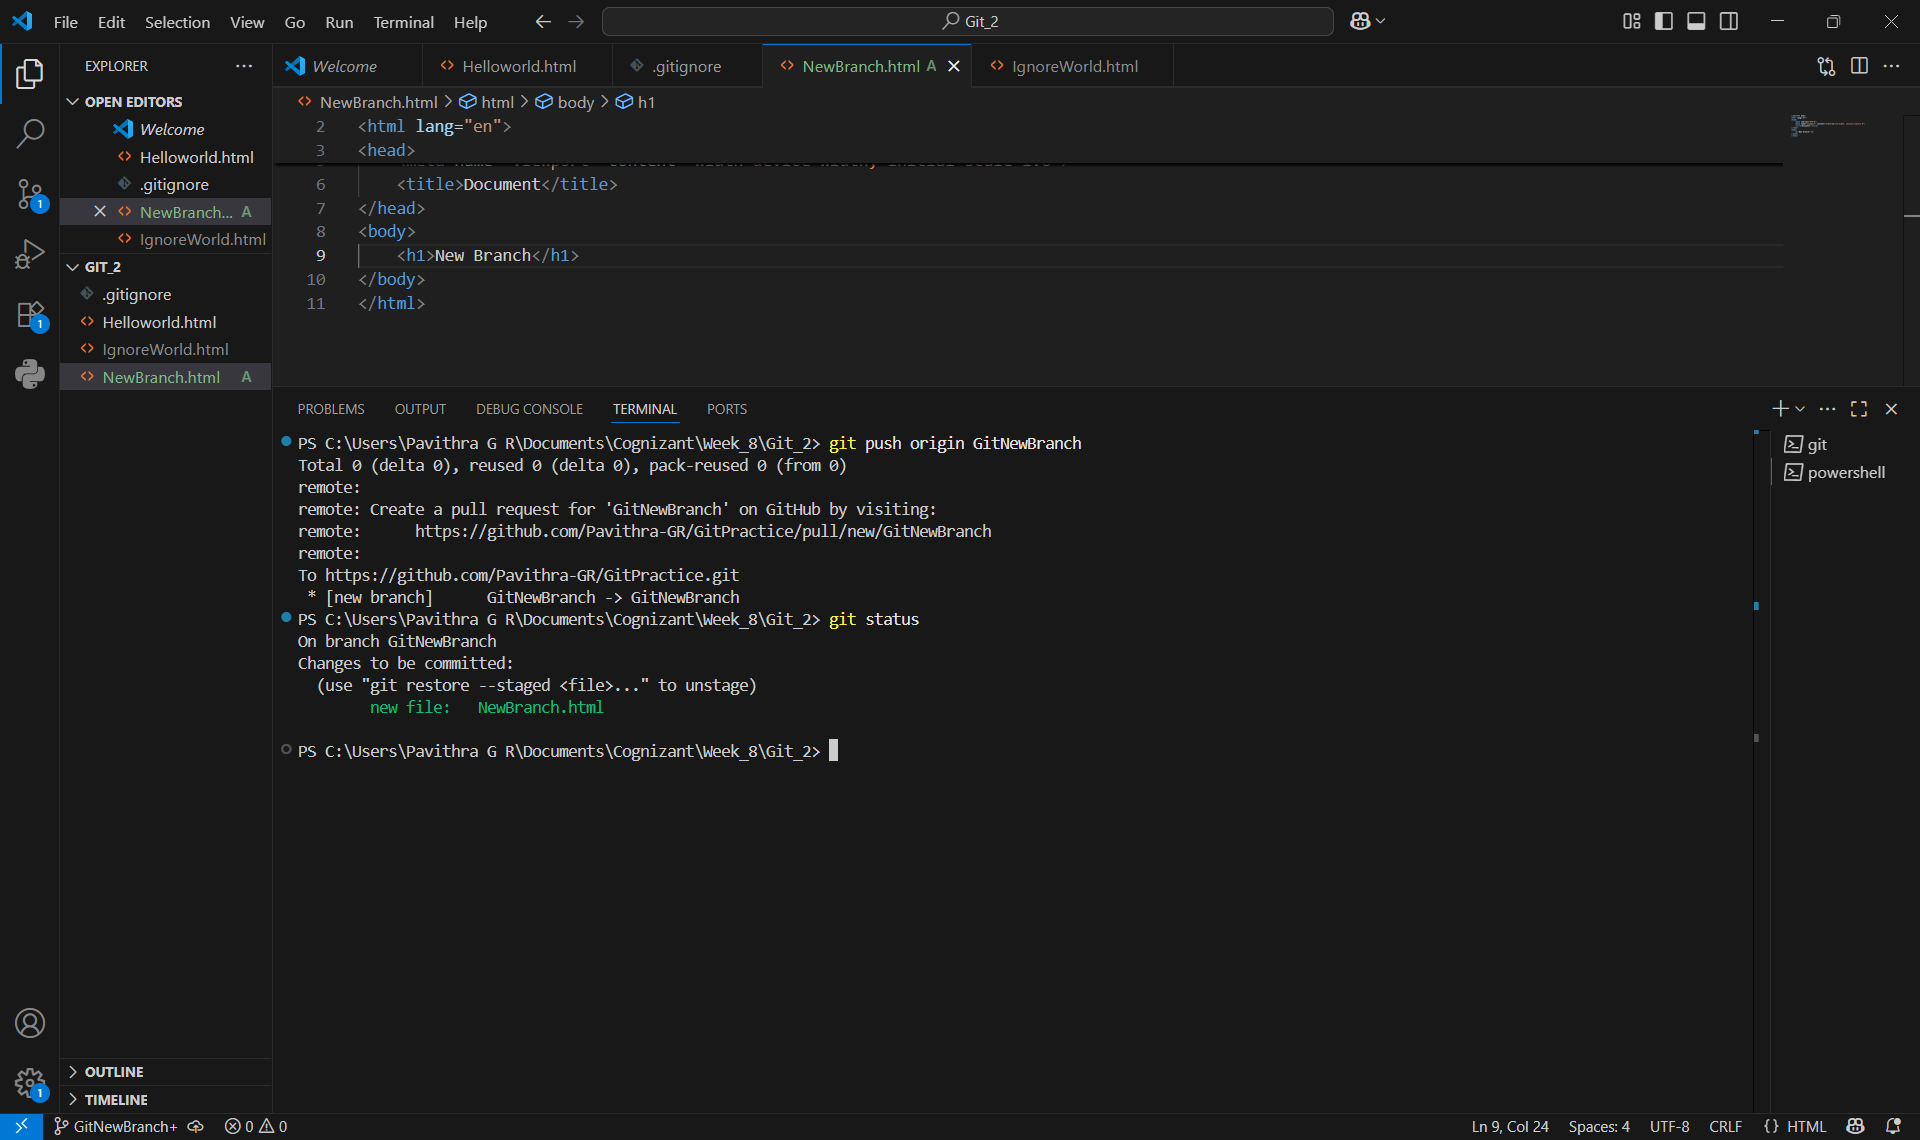 File Edit Selection View Go Run Terminal Help
Git_2
EXPLORER
OPEN EDITORS
Welcome
Helloworld.html
.gitignore
NewBranch... A
IgnoreWorld.html
GIT_2
.gitignore
Helloworld.html
IgnoreWorld.html
NewBranch.html A
OUTLINE
TIMELINE
Welcome Helloworld.html .gitignore NewBranch.html A IgnoreWorld.html
NewBranch.html > html > body > h1
2 <html lang="en">
3 <head>
6 <title>Document</title>
7 </head>
8 <body>
9 <h1>New Branch</h1>
10 </body>
11 </html>
PROBLEMS OUTPUT DEBUG CONSOLE TERMINAL PORTS
PS C:\Users\Pavithra G R\Documents\Cognizant\Week_8\Git_2> git push origin GitNewBranch
Total 0 (delta 0), reused 0 (delta 0), pack-reused 0 (from 0)
remote:
remote: Create a pull request for 'GitNewBranch' on GitHub by visiting:
remote:      https://github.com/Pavithra-GR/GitPractice/pull/new/GitNewBranch
remote:
To https://github.com/Pavithra-GR/GitPractice.git
 * [new branch]      GitNewBranch -> GitNewBranch
PS C:\Users\Pavithra G R\Documents\Cognizant\Week_8\Git_2> git status
On branch GitNewBranch
Changes to be committed:
  (use "git restore --staged <file>..." to unstage)
        new file:   NewBranch.html
PS C:\Users\Pavithra G R\Documents\Cognizant\Week_8\Git_2>
git
powershell
1
1
1
GitNewBranch+ 0 0 Ln 9, Col 24 Spaces: 4 UTF-8 CRLF {} HTML